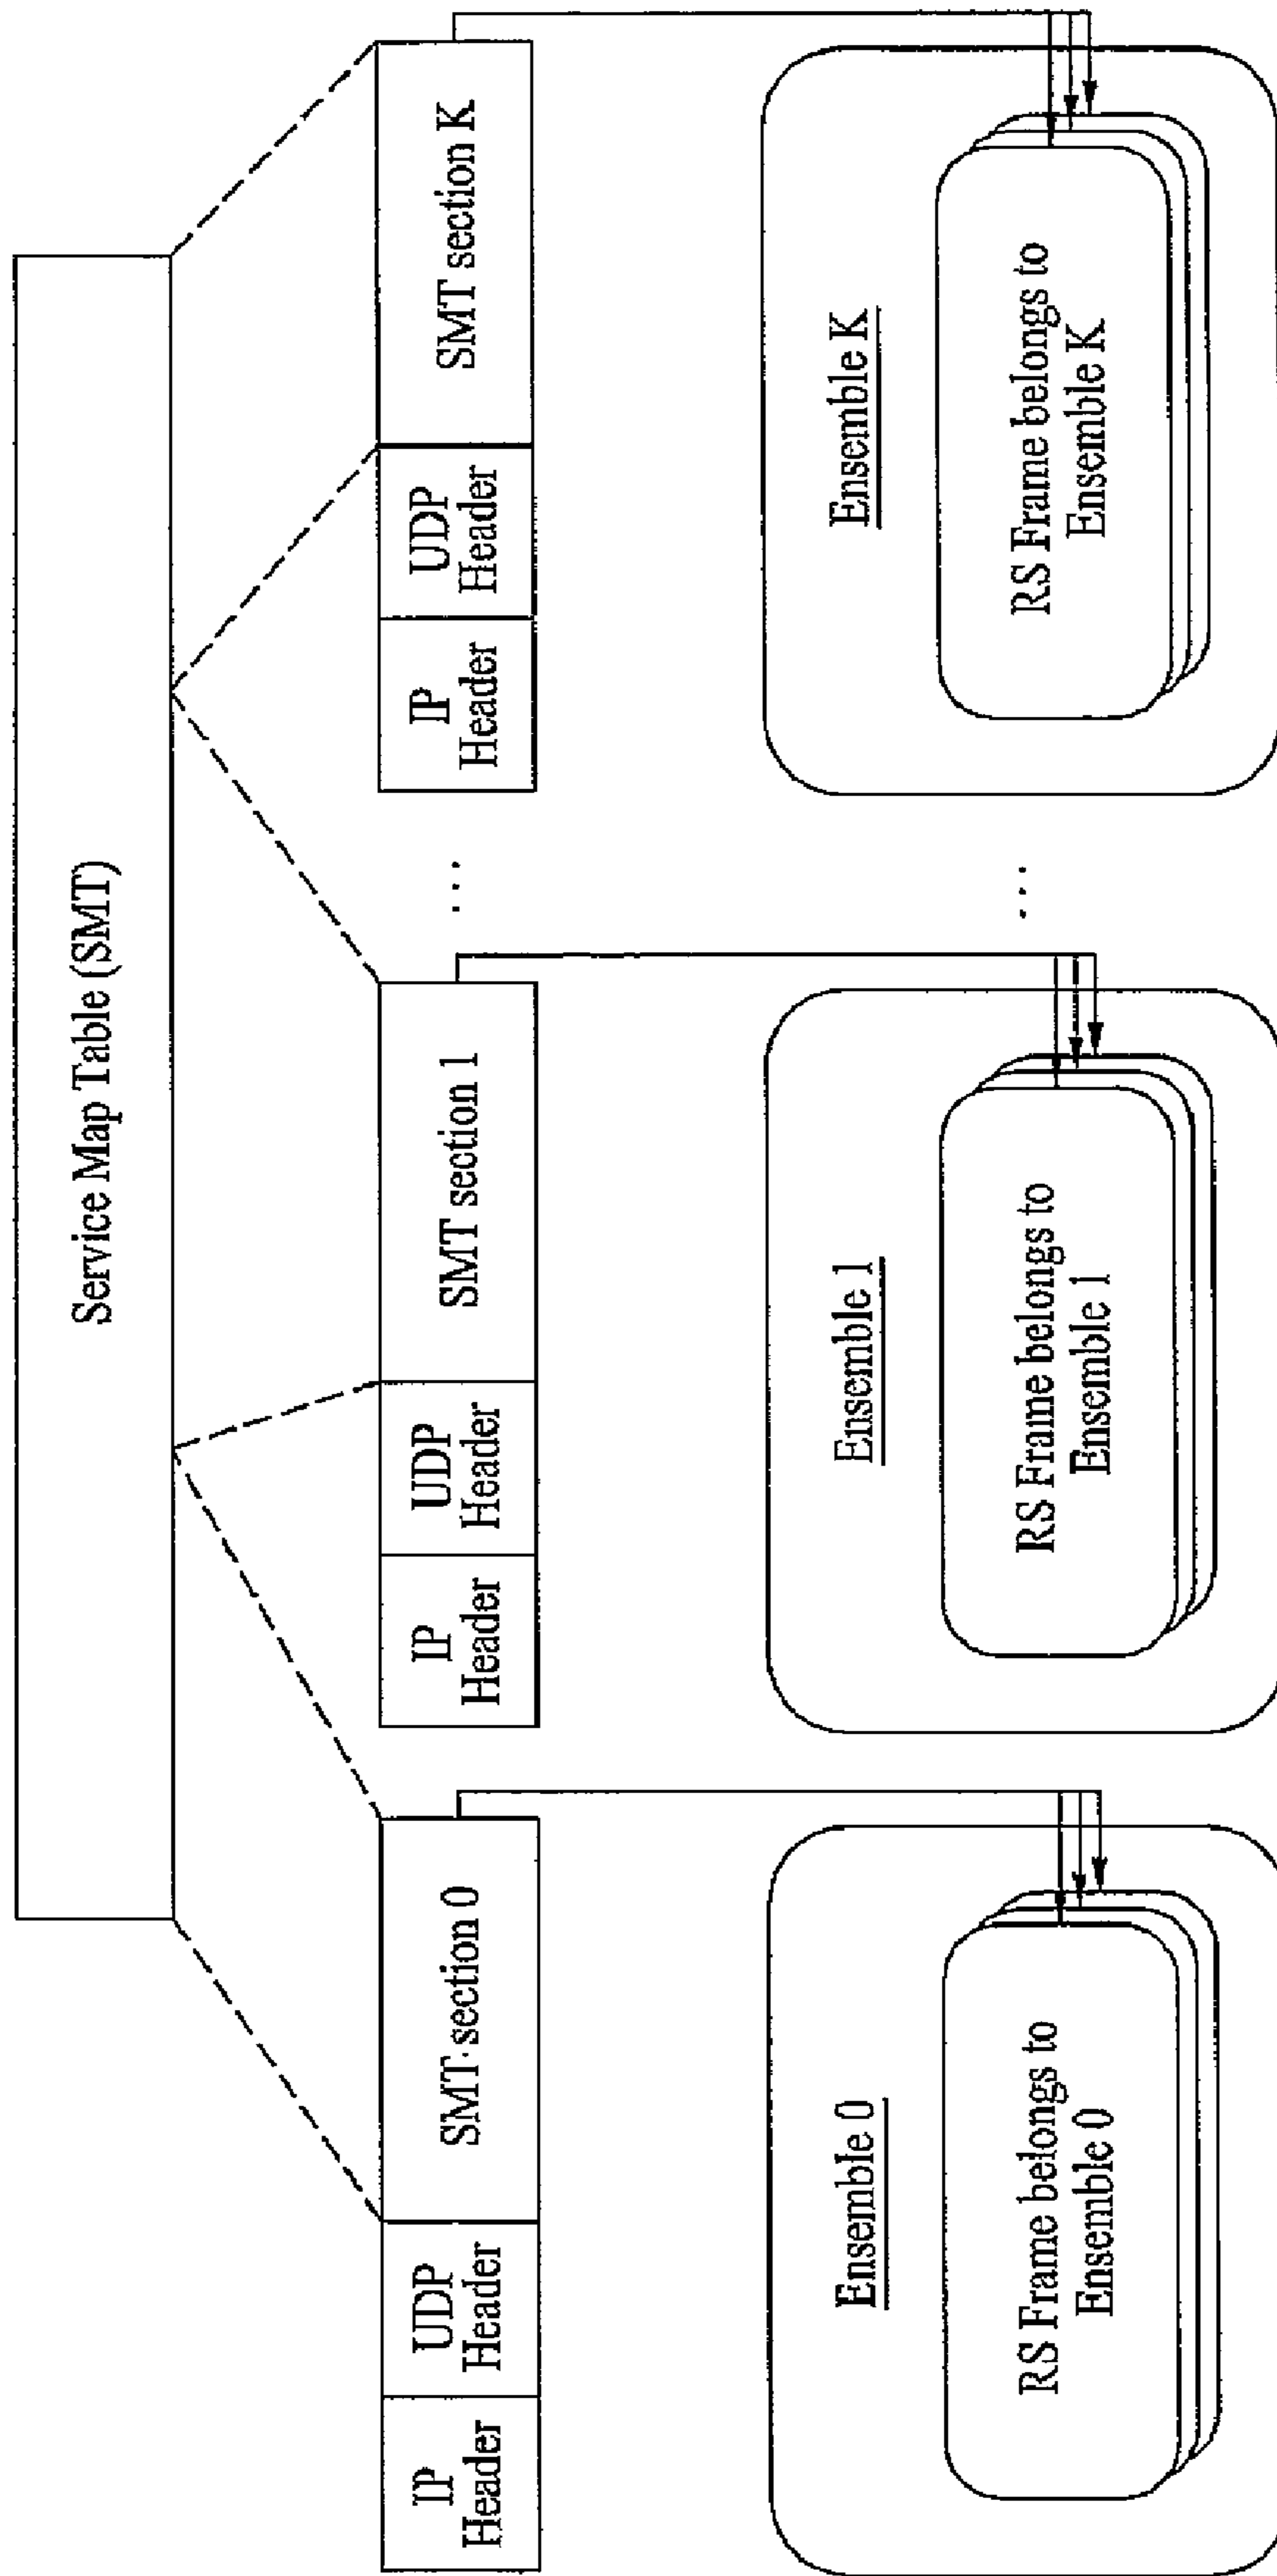 Service Map Table (SMT)
IP
Header
UDP
Header
SMT section 0
IP
Header
UDP
Header
SMT section 1
...
IP
Header
UDP
Header
SMT section K
Ensemble 0
RS Frame belongs to
Ensemble 0
Ensemble 1
RS Frame belongs to
Ensemble 1
...
Ensemble K
RS Frame belongs to
Ensemble K